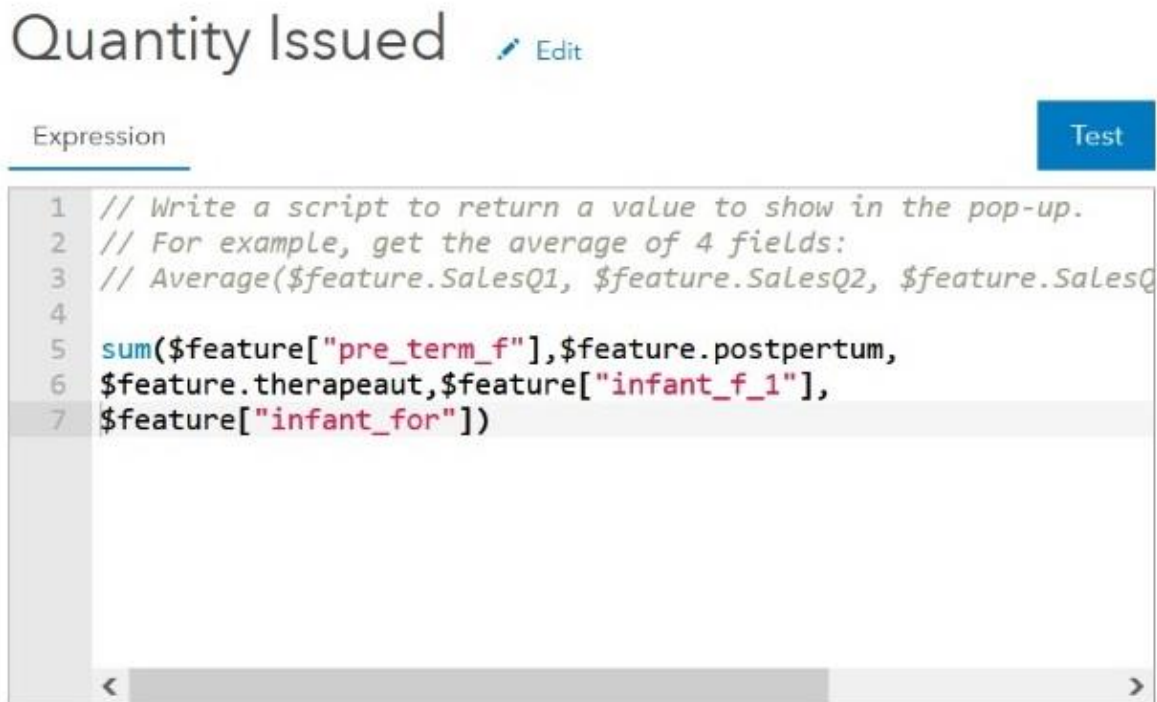 Quantity Issued Edit
Expression Test
1 // Write a script to return a value to show in the pop-up.
2 // For example, get the average of 4 fields:
3 // Average($feature.SalesQ1, $feature.SalesQ2, $feature.SalesQ
4
5 sum($feature["pre_term_f"],$feature.postpertum,
6 $feature.therapeaut,$feature["infant_f_1"],
7 $feature["infant_for"])